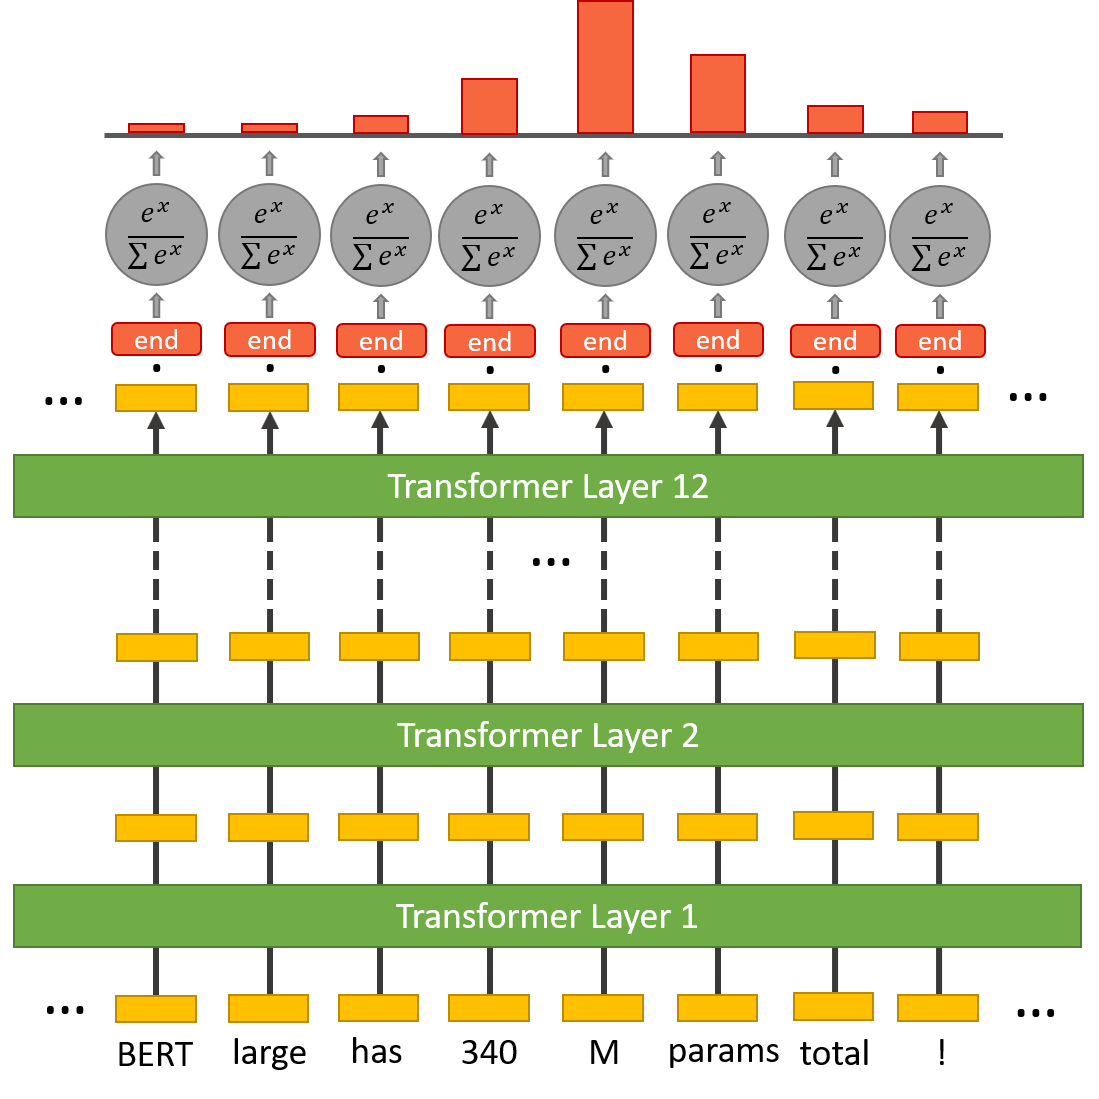 e^x e^x e^x e^x e^x e^x e^x e^x
∑ e^x ∑ e^x ∑ e^x ∑ e^x ∑ e^x ∑ e^x ∑ e^x ∑ e^x
end end end end end end end end
... ...
Transformer Layer 12
...
Transformer Layer 2
Transformer Layer 1
... ...
BERT large has 340 M params total !